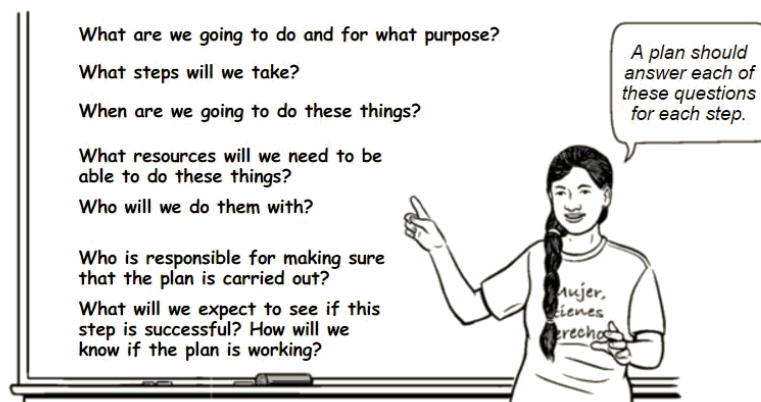 What are we going to do and for what purpose?
What steps will we take?
When are we going to do these things?
What resources will we need to be
able to do these things?
Who will we do them with?
Who is responsible for making sure
that the plan is carried out?
What will we expect to see if this
step is successful? How will we
know if the plan is working?
A plan should
answer each of
these questions
for each step.
Mujer,
tienes
derecho